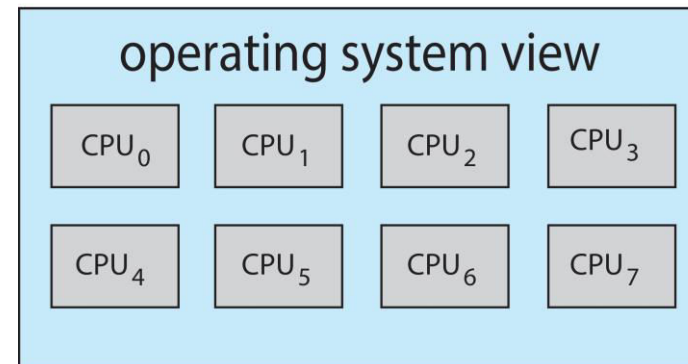 operating system view
CPU₀ CPU₁ CPU₂ CPU₃
CPU₄ CPU₅ CPU₆ CPU₇